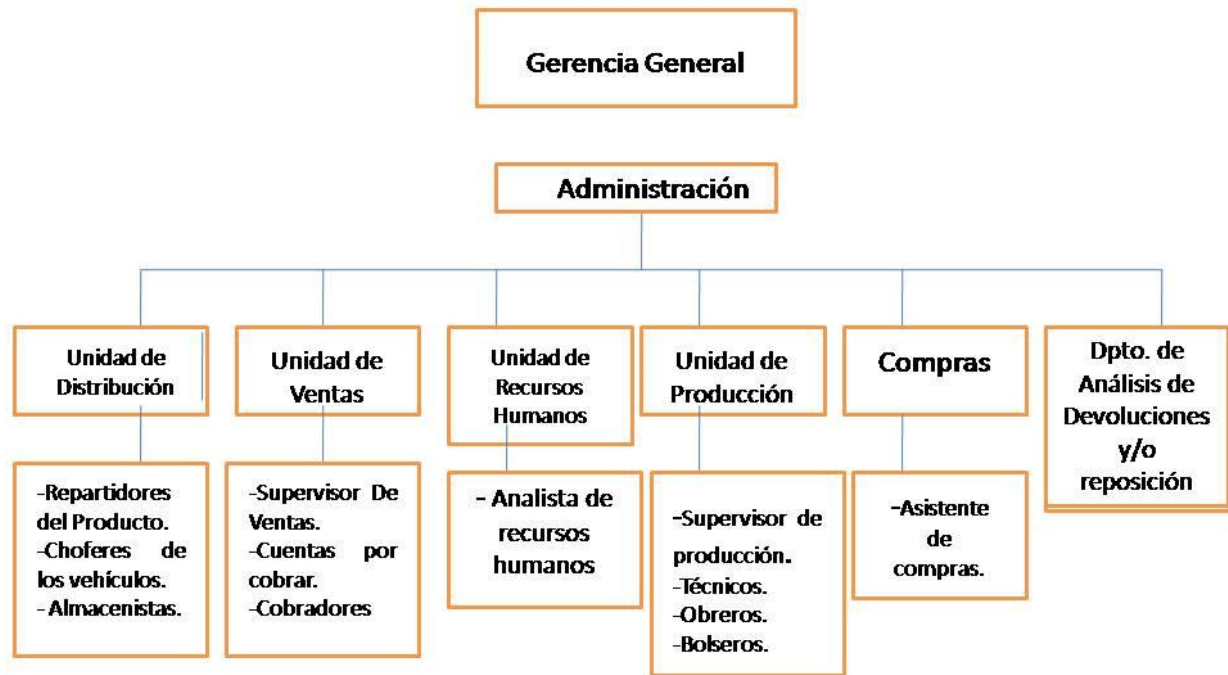 Gerencia General
Administración
Unidad de
Distribución
Unidad de
Ventas
Unidad de
Recursos
Humanos
Unidad de
Producción
Compras
Dpto. de
Análisis de
Devoluciones
y/o
reposición
-Repartidores
del Producto.
-Choferes de
los vehículos.
-Almacenistas.
-Supervisor De
Ventas.
-Cuentas por
cobrar.
-Cobradores
- Analista de
recursos
humanos
-Supervisor de
producción.
-Técnicos.
-Obreros.
-Bolseros.
-Asistente
de
compras.